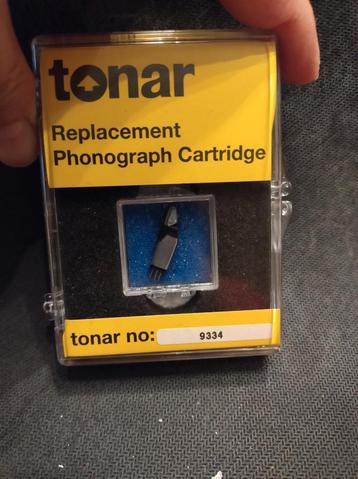 tonar
Replacement
Phonograph Cartridge
tonar no: 9334